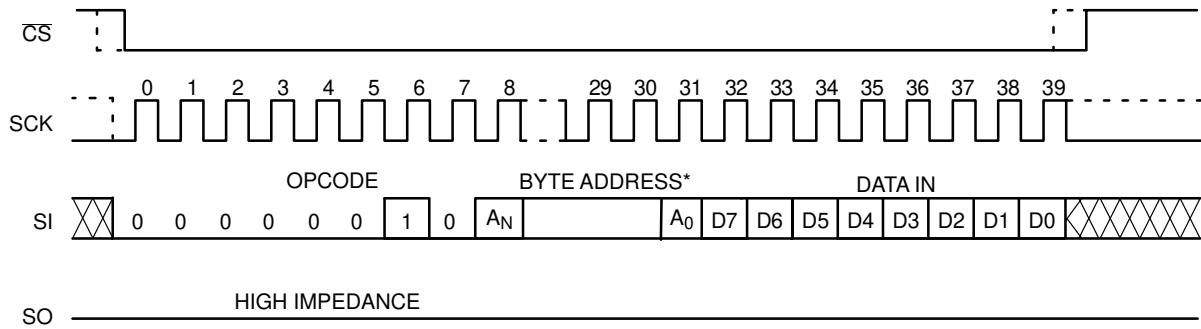 CS
0 1 2 3 4 5 6 7 8 29 30 31 32 33 34 35 36 37 38 39
SCK
OPCODE BYTE ADDRESS* DATA IN
SI 0 0 0 0 0 0 1 0 AN A0 D7 D6 D5 D4 D3 D2 D1 D0
HIGH IMPEDANCE
SO